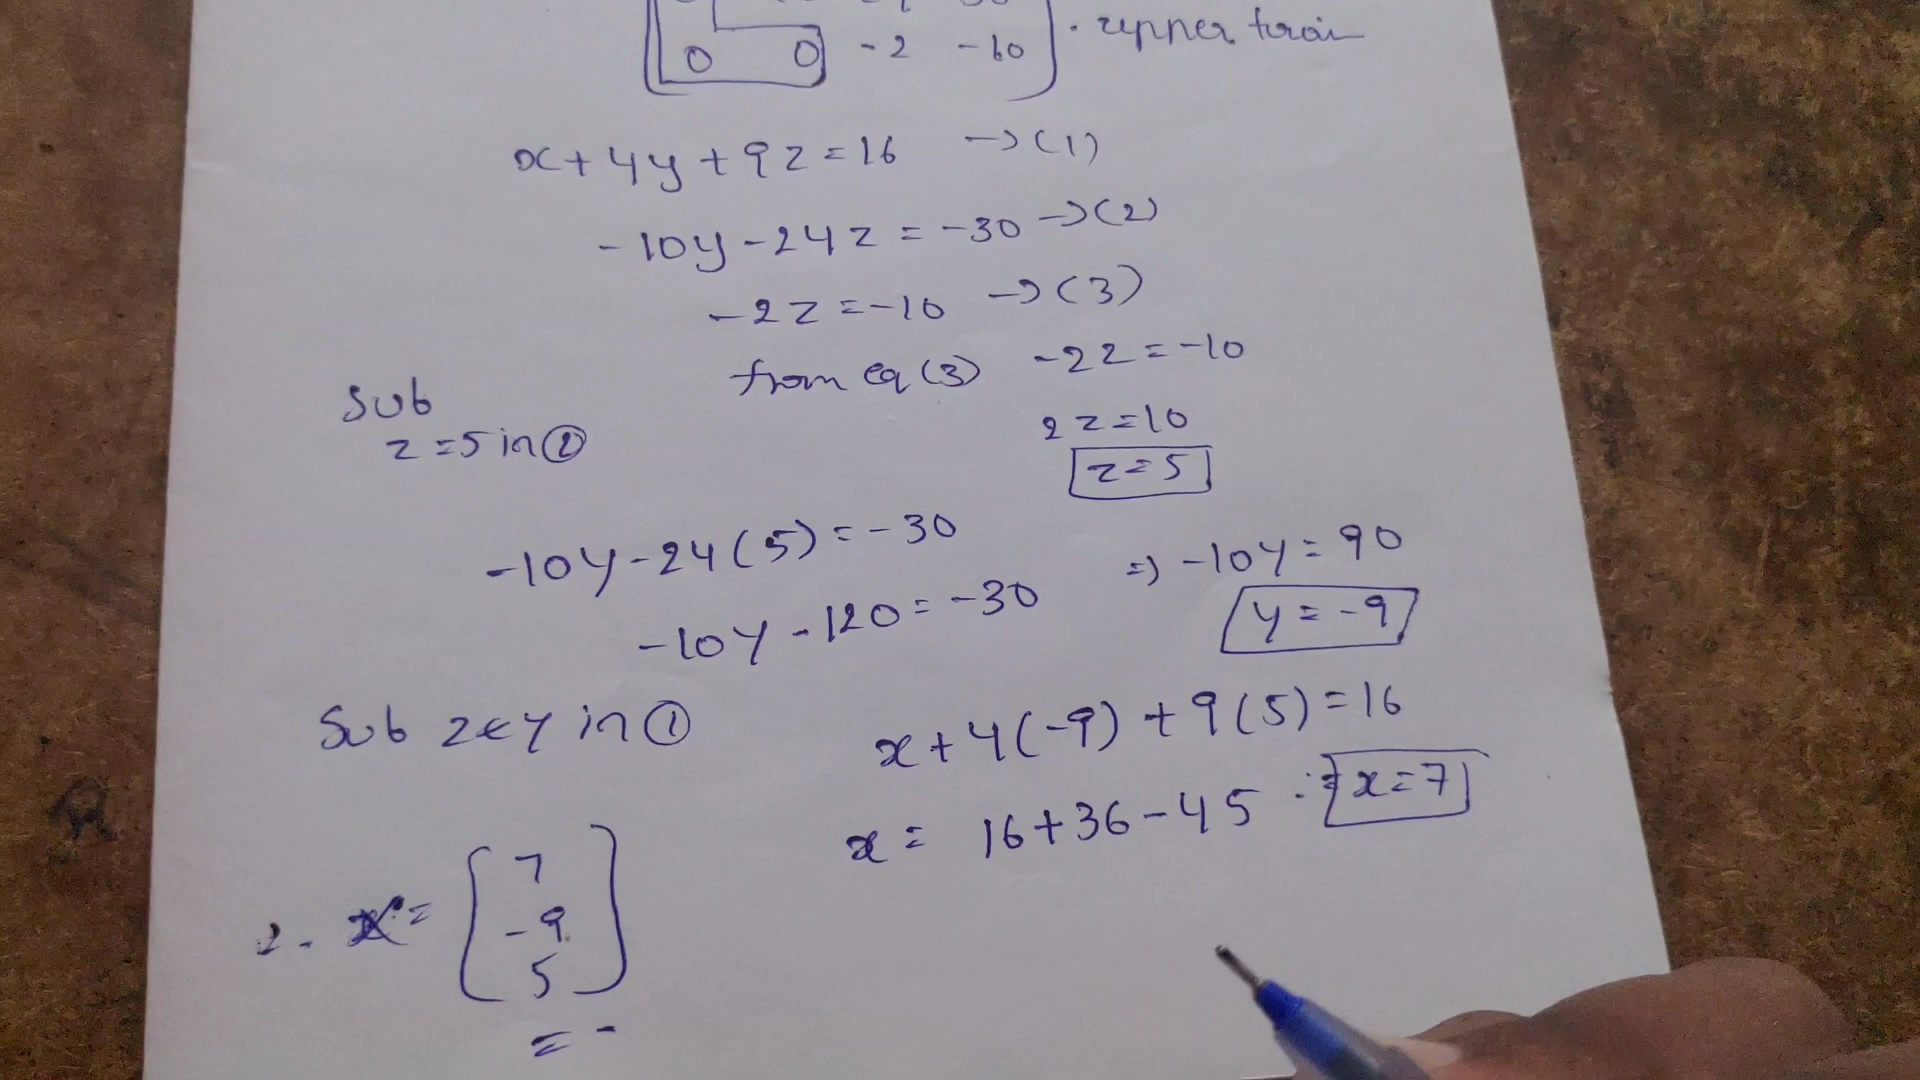 0 0 -2 -10 . upper
x+4y+9z=16 →(1)
-10y-24z=-30 →(2)
-2z=-10 →(3)
from eq (3) -2z=-10
Sub
z=5 in ②
2z=10
z=5
-10y-24(5)=-30
-10y-120=-30
=) -10y=90
y=-9
Sub z & y in ①
x+4(-9)+9(5)=16
x= 16+36-45
x=7
x= [7
-9
5]